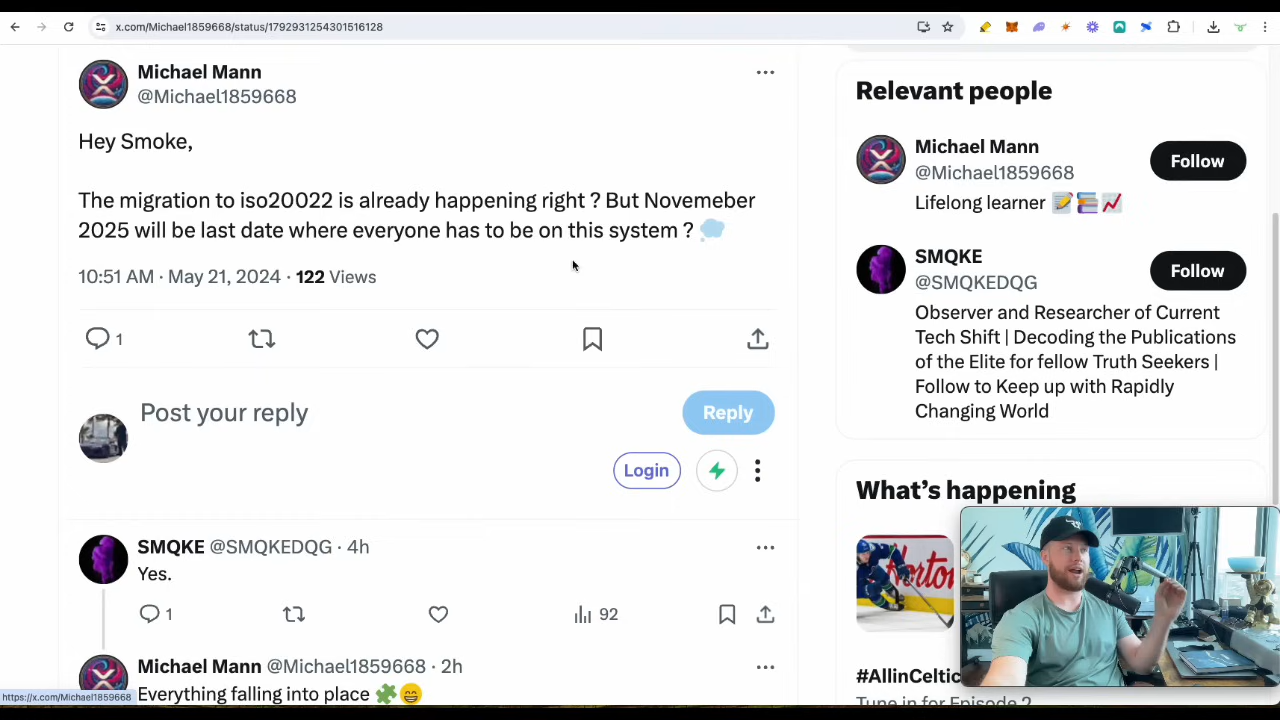 x.com/Michael1859668/status/1792931254301516128
Michael Mann
@Michael1859668
Hey Smoke,
The migration to iso20022 is already happening right ? But Novemeber
2025 will be last date where everyone has to be on this system ? 💭
10:51 AM · May 21, 2024 · 122 Views
1
Post your reply
Reply
Login
SMQKE @SMQKEDQG · 4h
Yes.
1
92
Michael Mann @Michael1859668 · 2h
Everything falling into place 🧩😄
https://x.com/Michael1859668
Relevant people
Michael Mann
@Michael1859668
Follow
Lifelong learner 📝📚📈
SMQKE
@SMQKEDQG
Follow
Observer and Researcher of Current
Tech Shift | Decoding the Publications
of the Elite for fellow Truth Seekers |
Follow to Keep up with Rapidly
Changing World
What's happening
#AllinCeltic
Tune in for Episode 2